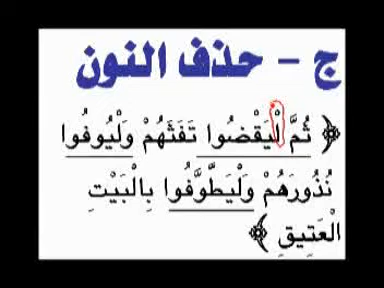 ج - حذف النون
﴿ ثُمَّ لْيَقْضُوا تَفَثَهُمْ وَلْيُوفُوا
نُذُورَهُمْ وَلْيَطَّوَّفُوا بِالْبَيْتِ
الْعَتِيقِ ﴾